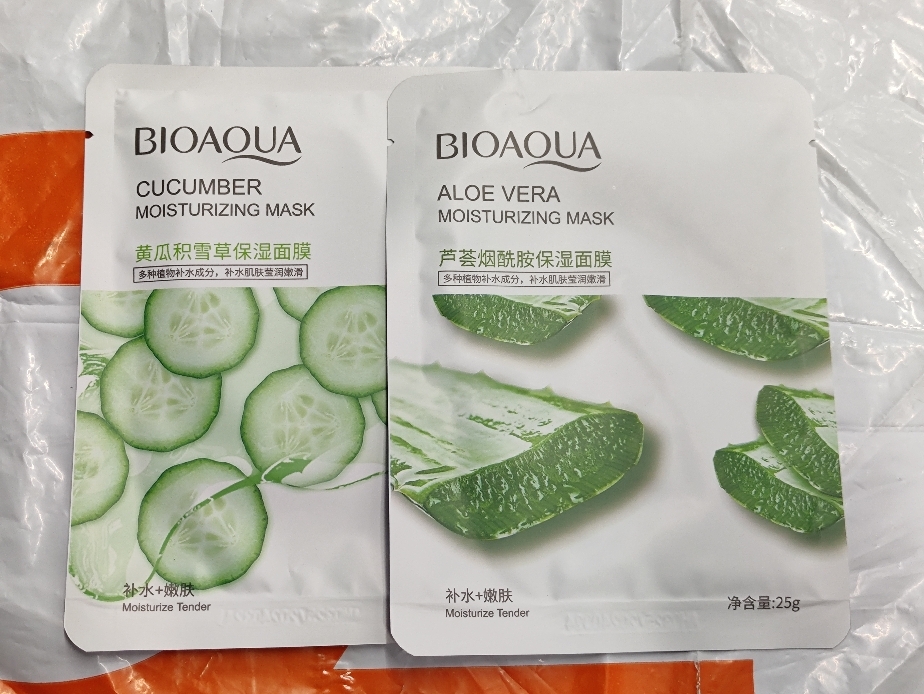 BIOAQUA
CUCUMBER
MOISTURIZING MASK
黄瓜积雪草保湿面膜
多种植物补水成分，补水肌肤莹润嫩滑
补水+嫩肤
Moisturize Tender
BIOAQUA
ALOE VERA
MOISTURIZING MASK
芦荟烟酰胺保湿面膜
多种植物补水成分，补水肌肤莹润嫩滑
补水+嫩肤
Moisturize Tender
净含量:25g